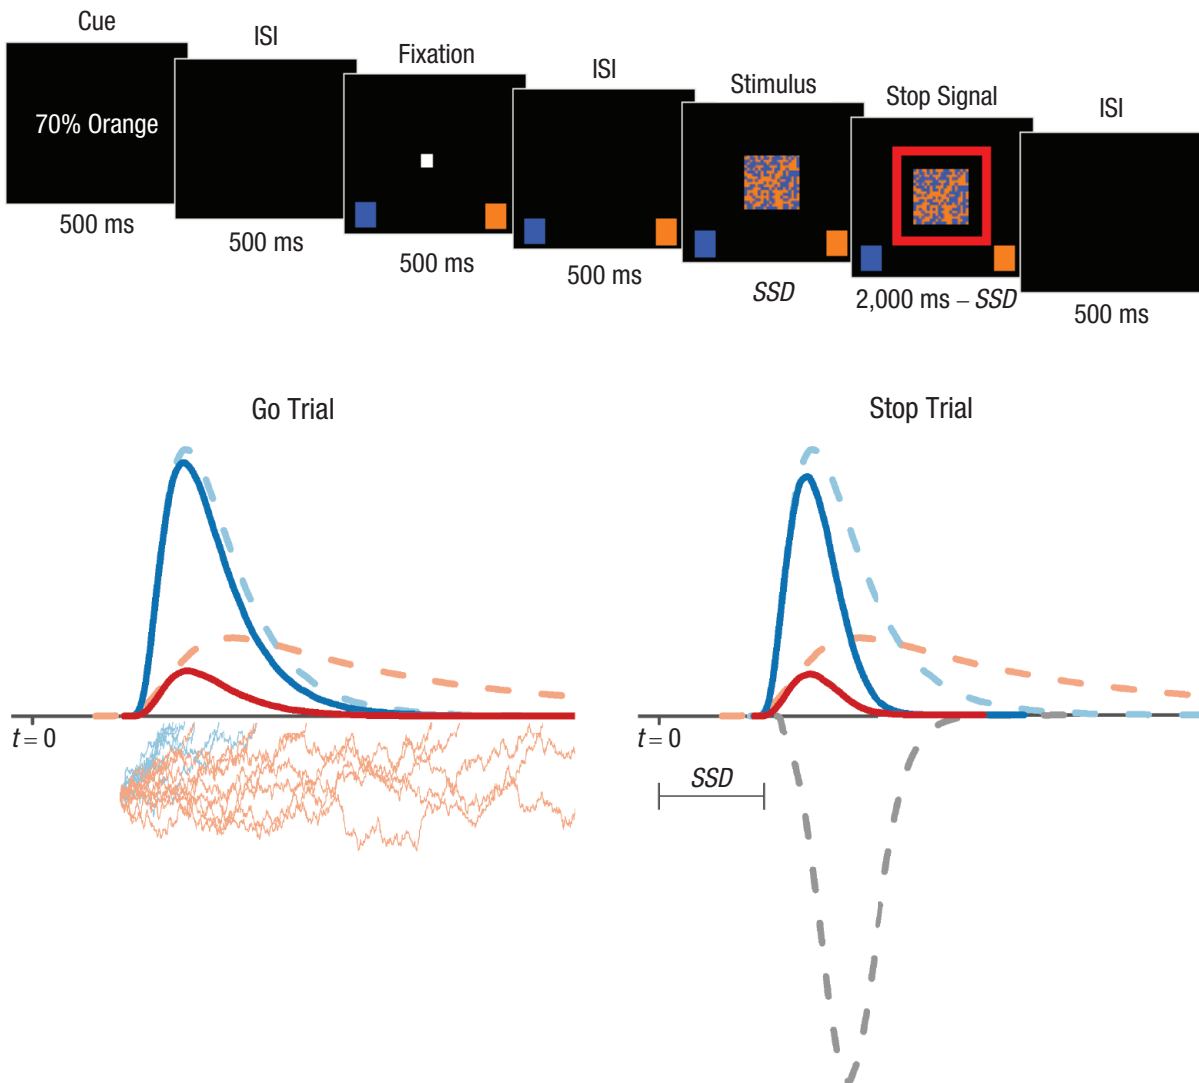 Cue
ISI
Fixation
ISI
Stimulus
Stop Signal
ISI
70% Orange
500 ms
500 ms
500 ms
500 ms
SSD
2,000 ms – SSD
500 ms
Go Trial
Stop Trial
t = 0
t = 0
SSD